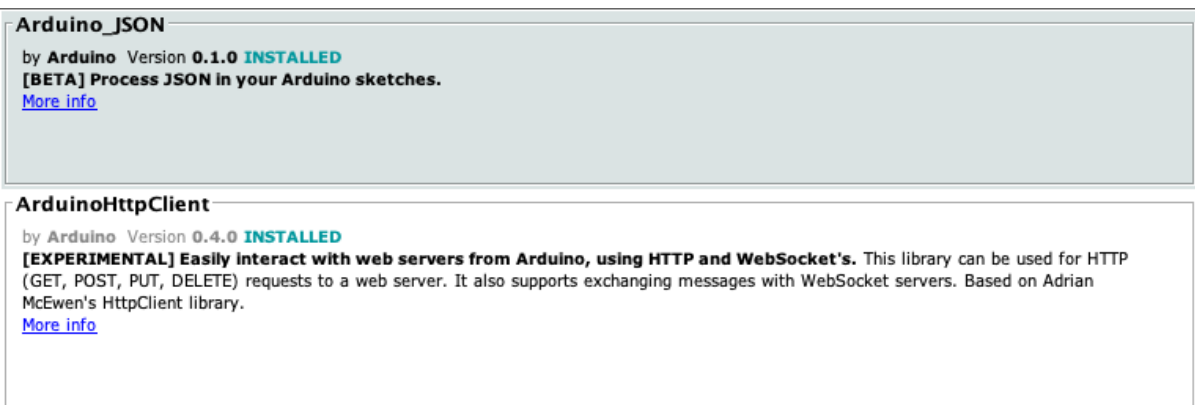 Arduino_JSON
by Arduino Version 0.1.0 INSTALLED
[BETA] Process JSON in your Arduino sketches.
More info
ArduinoHttpClient
by Arduino Version 0.4.0 INSTALLED
[EXPERIMENTAL] Easily interact with web servers from Arduino, using HTTP and WebSocket's. This library can be used for HTTP
(GET, POST, PUT, DELETE) requests to a web server. It also supports exchanging messages with WebSocket servers. Based on Adrian
McEwen's HttpClient library.
More info